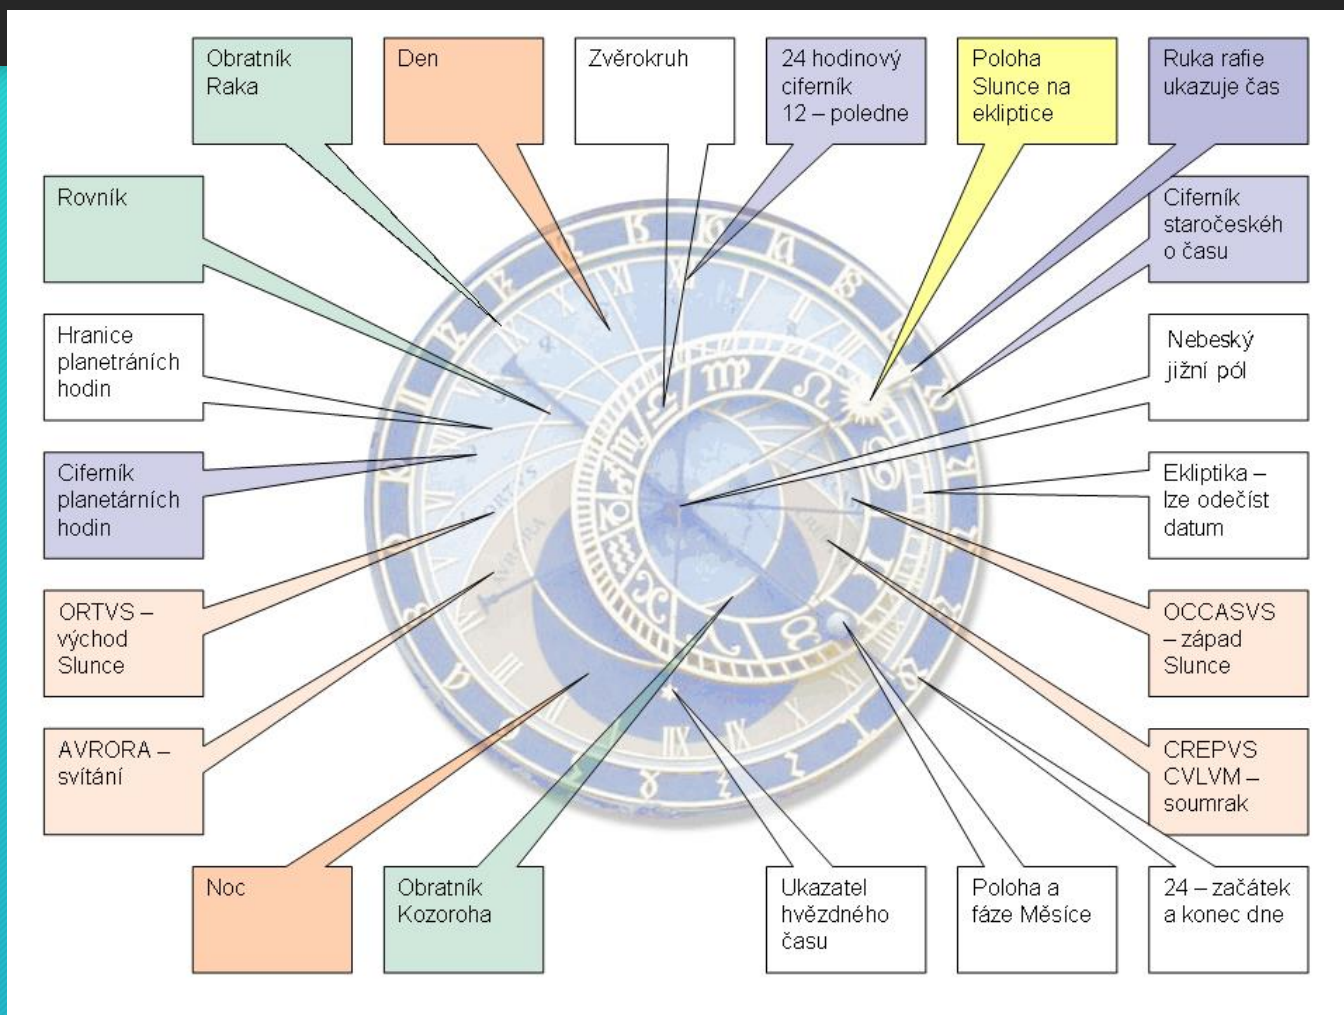 Obratník
Raka
Den
Zvěrokruh
24 hodinový
ciferník
12 – poledne
Poloha
Slunce na
ekliptice
Ruka rafie
ukazuje čas
Rovník
Ciferník
staročeskéh
o času
Hranice
planetráních
hodin
Nebeský
jižní pól
Ciferník
planetárních
hodin
Ekliptika –
lze odečíst
datum
ORTVS –
východ
Slunce
OCCASVS
– západ
Slunce
AVRORA –
svítání
CREPVS
CVLVM –
soumrak
Noc
Obratník
Kozoroha
Ukazatel
hvězdného
času
Poloha a
fáze Měsíce
24 – začátek
a konec dne